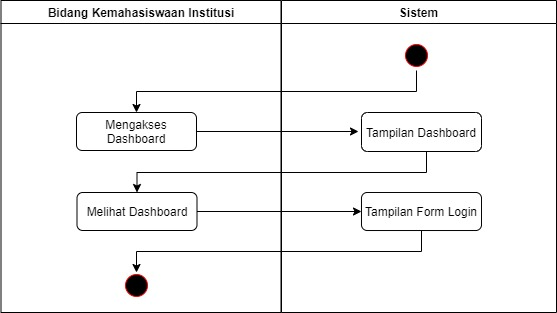 Bidang Kemahasiswaan Institusi
Sistem
Mengakses
Dashboard
Tampilan Dashboard
Melihat Dashboard
Tampilan Form Login